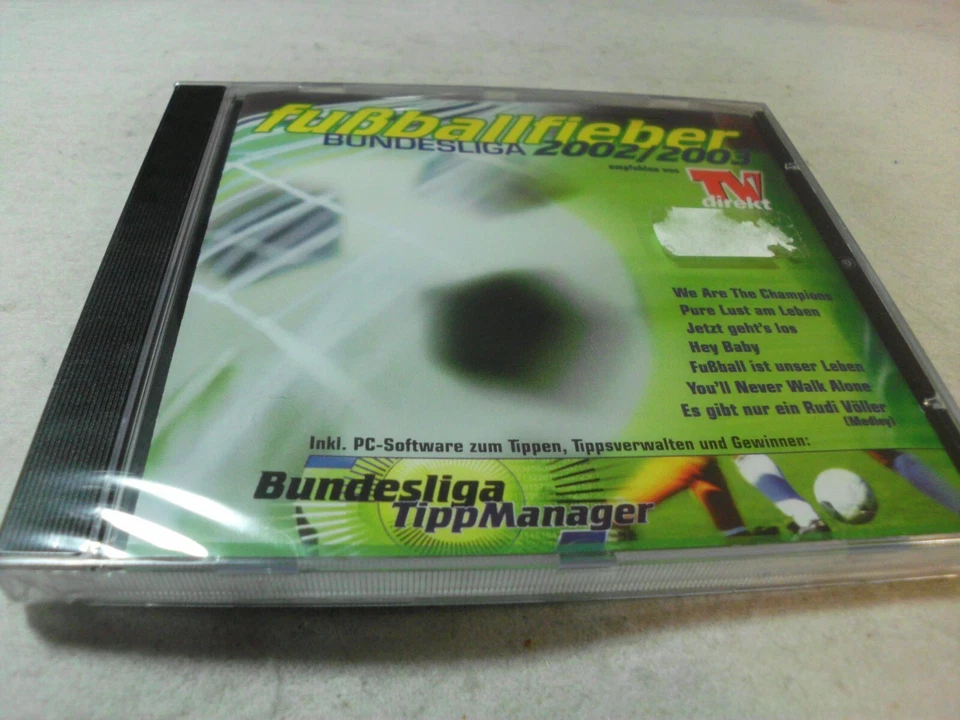 fußballfieber
BUNDESLIGA 2002/2003
empfohlen von
TV
direkt
We Are The Champions
Pure Lust am Leben
Jetzt geht's los
Hey Baby
Fußball ist unser Leben
You'll Never Walk Alone
Es gibt nur ein Rudi Völler
(Medley)
Inkl. PC-Software zum Tippen, Tippsverwalten und Gewinnen:
Bundesliga
TippManager